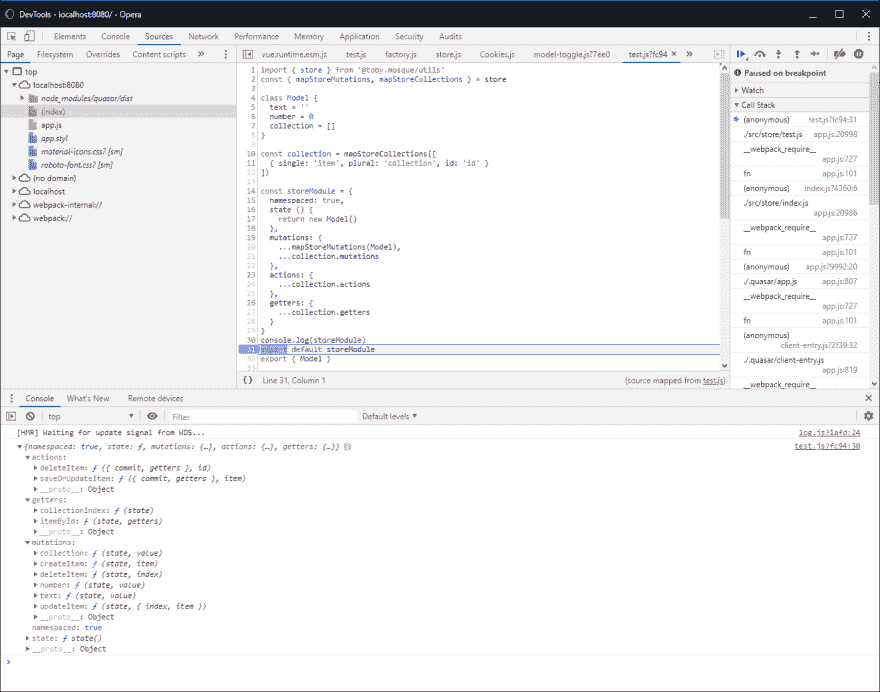 DevTools - localhost:8080/ - Opera
Elements Console Sources Network Performance Memory Application Security Audits
Page Filesystem Overrides Content scripts »
vue.runtime.esm.js test.js factory.js store.js Cookies.js model-toggle.js?7ee0 test.js?fc94 × »
top
localhost:8080
node_modules/quasar/dist
(index)
app.js
app.styl
material-icons.css? [sm]
roboto-font.css? [sm]
(no domain)
localhost
webpack-internal://
webpack://
1 import { store } from '@toby.mosque/utils'
2 const { mapStoreMutations, mapStoreCollections } = store
3
4 class Model {
5 text = ''
6 number = 0
7 collection = []
8 }
9
10 const collection = mapStoreCollections([
11 { single: 'item', plural: 'collection', id: 'id' }
12 ])
13
14 const storeModule = {
15 namespaced: true,
16 state () {
17 return new Model()
18 },
19 mutations: {
20 ...mapStoreMutations(Model),
21 ...collection.mutations
22 },
23 actions: {
24 ...collection.actions
25 },
26 getters: {
27 ...collection.getters
28 }
29 }
30 console.log(storeModule)
31 export default storeModule
32 export { Model }
33
{} Line 31, Column 1 (source mapped from test.js)
Paused on breakpoint
Watch
Call Stack
(anonymous) test.js?fc94:31
./src/store/test.js app.js:20998
__webpack_require__
app.js:727
fn app.js:101
(anonymous) index.js?4360:6
./src/store/index.js
app.js:20986
__webpack_require__
app.js:727
fn app.js:101
(anonymous) app.js?9992:20
./.quasar/app.js app.js:807
__webpack_require__
app.js:727
fn app.js:101
(anonymous)
client-entry.js?2f39:32
./.quasar/client-entry.js
app.js:819
__webpack_require__
Console What's New Remote devices
top Filter Default levels
[HMR] Waiting for update signal from WDS... log.js?1afd:24
{namespaced: true, state: ƒ, mutations: {…}, actions: {…}, getters: {…}} test.js?fc94:30
actions:
deleteItem: ƒ ({ commit, getters }, id)
saveOrUpdateItem: ƒ ({ commit, getters }, item)
__proto__: Object
getters:
collectionIndex: ƒ (state)
itemById: ƒ (state, getters)
__proto__: Object
mutations:
collection: ƒ (state, value)
createItem: ƒ (state, item)
deleteItem: ƒ (state, index)
number: ƒ (state, value)
text: ƒ (state, value)
updateItem: ƒ (state, { index, item })
__proto__: Object
namespaced: true
state: ƒ state()
__proto__: Object